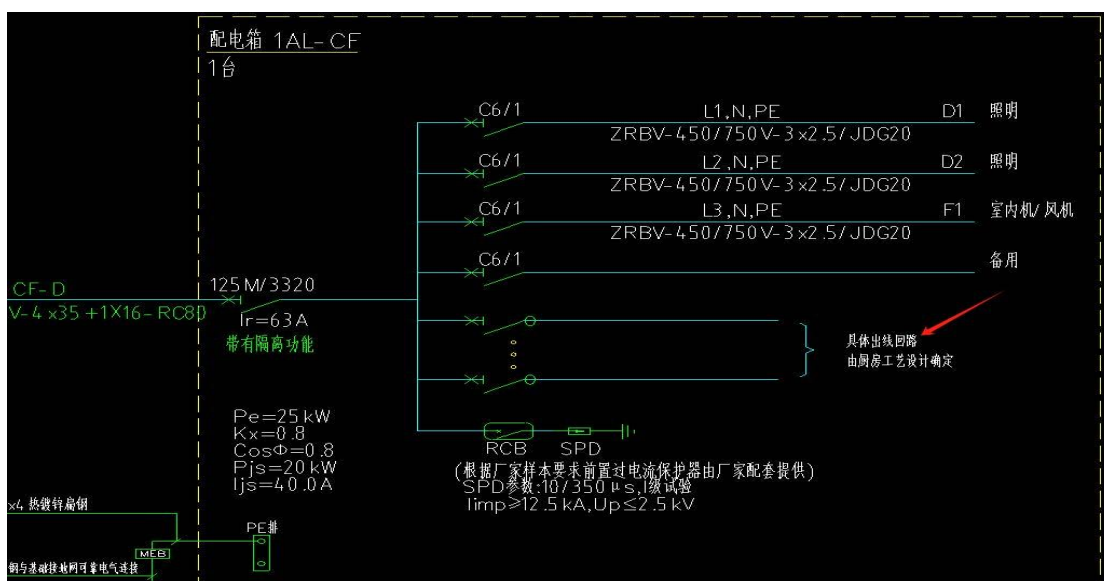 配电箱 1AL-CF
1台
C6/1
L1,N,PE
D1
照明
ZRBV-450/750V-3x2.5/JDG20
C6/1
L2,N,PE
D2
照明
ZRBV-450/750V-3x2.5/JDG20
C6/1
L3,N,PE
F1
室内机/风机
ZRBV-450/750V-3x2.5/JDG20
C6/1
备用
CF-D
125M/3320
V-4x35+1X16-RC80
Ir=63A
带有隔离功能
具体出线回路
由厨房工艺设计确定
Pe=25kW
Kx=0.8
CosΦ=0.8
Pjs=20kW
Ijs=40.0A
RCB
SPD
(根据厂家样本要求前置过电流保护器由厂家配套提供)
SPD参数:10/350μs,I级试验
Iimp≥12.5kA,Up≤2.5kV
x4 热镀锌扁钢
PE排
MEB
钢与基础接地网可靠电气连接